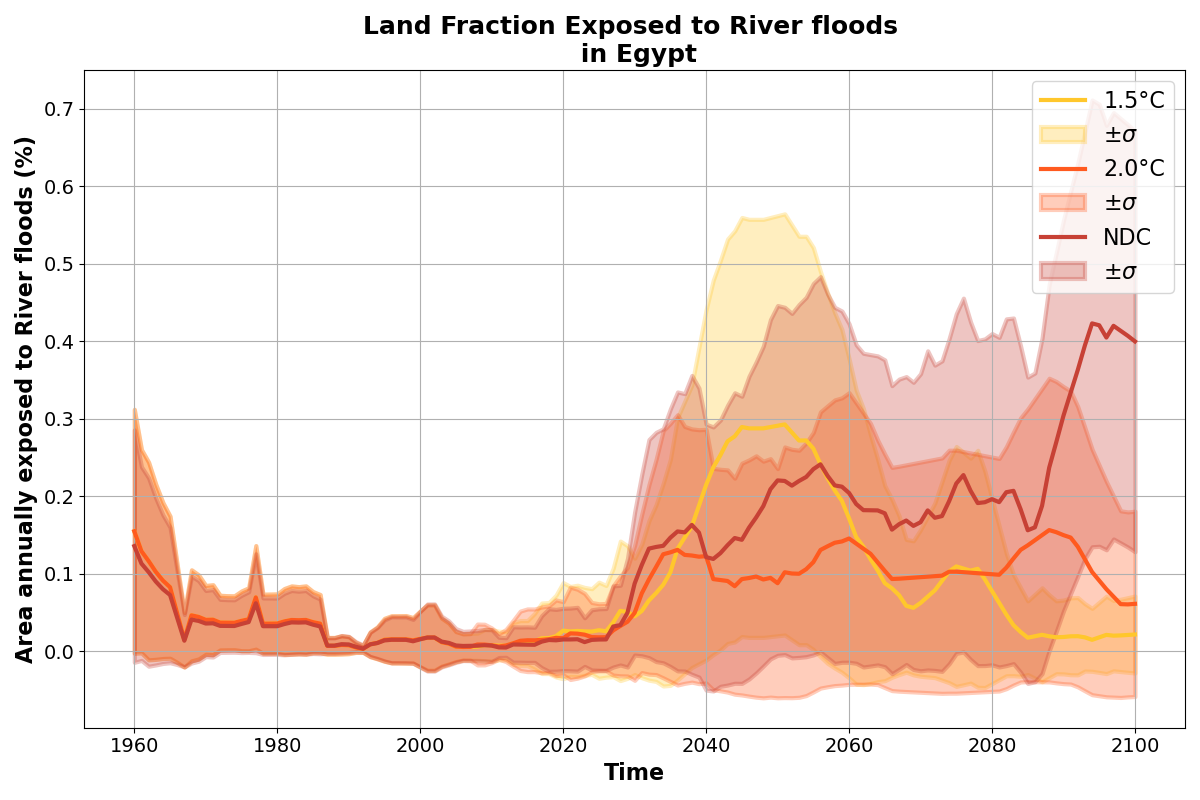 Land Fraction Exposed to River floods
in Egypt
Area annually exposed to River floods (%)
0.7
0.6
0.5
0.4
0.3
0.2
0.1
0.0
1.5°C
±σ
2.0°C
±σ
NDC
±σ
1960 1980 2000 2020 2040 2060 2080 2100
Time